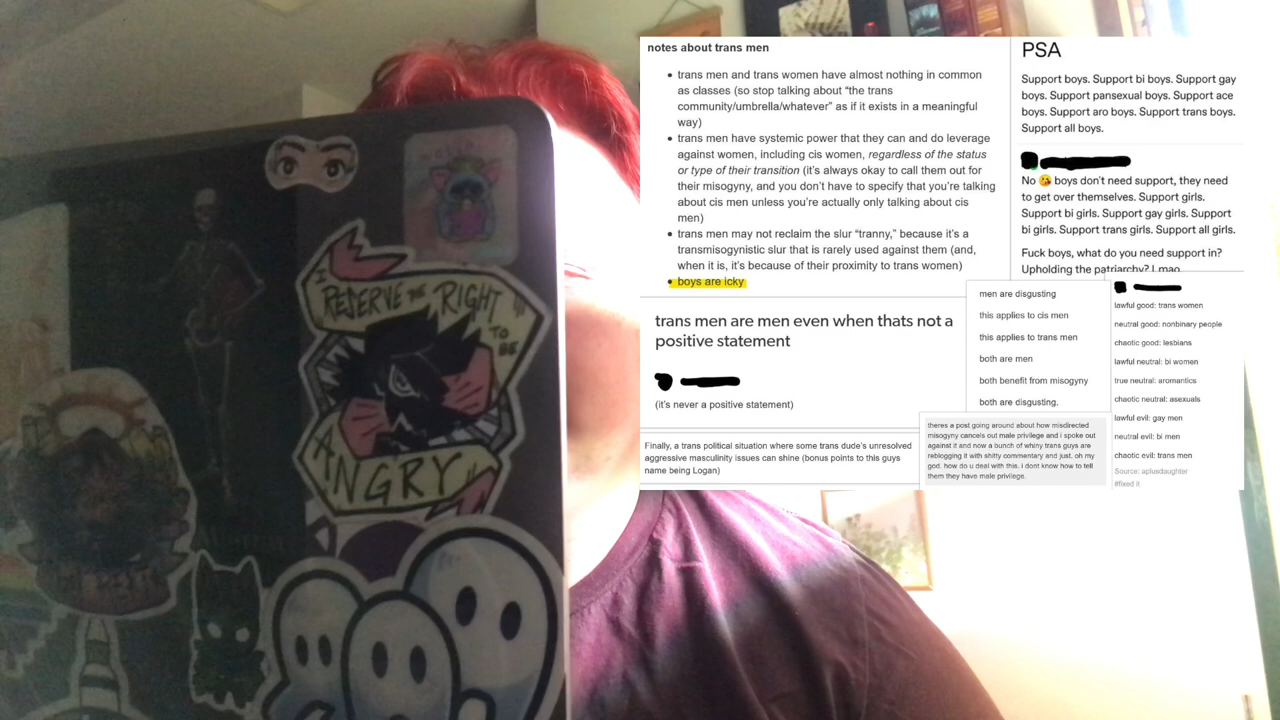 I
RESERVE THE RIGHT
TO
BE
ANGRY
notes about trans men
trans men and trans women have almost nothing in common
as classes (so stop talking about “the trans
community/umbrella/whatever” as if it exists in a meaningful
way)
trans men have systemic power that they can and do leverage
against women, including cis women, regardless of the status
or type of their transition (it’s always okay to call them out for
their misogyny, and you don’t have to specify that you’re talking
about cis men unless you’re actually only talking about cis
men)
trans men may not reclaim the slur “tranny,” because it’s a
transmisogynistic slur that is rarely used against them (and,
when it is, it’s because of their proximity to trans women)
boys are icky
PSA
Support boys. Support bi boys. Support gay
boys. Support pansexual boys. Support ace
boys. Support aro boys. Support trans boys.
Support all boys.
No 😘 boys don’t need support, they need
to get over themselves. Support girls.
Support bi girls. Support gay girls. Support
bi girls. Support trans girls. Support all girls.
Fuck boys, what do you need support in?
Upholding the patriarchy? Lmao
trans men are men even when thats not a
positive statement
(it’s never a positive statement)
men are disgusting
this applies to cis men
this applies to trans men
both are men
both benefit from misogyny
both are disgusting.
lawful good: trans women
neutral good: nonbinary people
chaotic good: lesbians
lawful neutral: bi women
true neutral: aromantics
chaotic neutral: asexuals
lawful evil: gay men
neutral evil: bi men
chaotic evil: trans men
Source: aplusdaughter
#fixed it
Finally, a trans political situation where some trans dude’s unresolved
aggressive masculinity issues can shine (bonus points to this guys
name being Logan)
theres a post going around about how misdirected
misogyny cancels out male privilege and i spoke out
against it and now a bunch of whiny trans guys are
reblogging it with shitty commentary and just. oh my
god. how do u deal with this. i dont know how to tell
them they have male privilege.